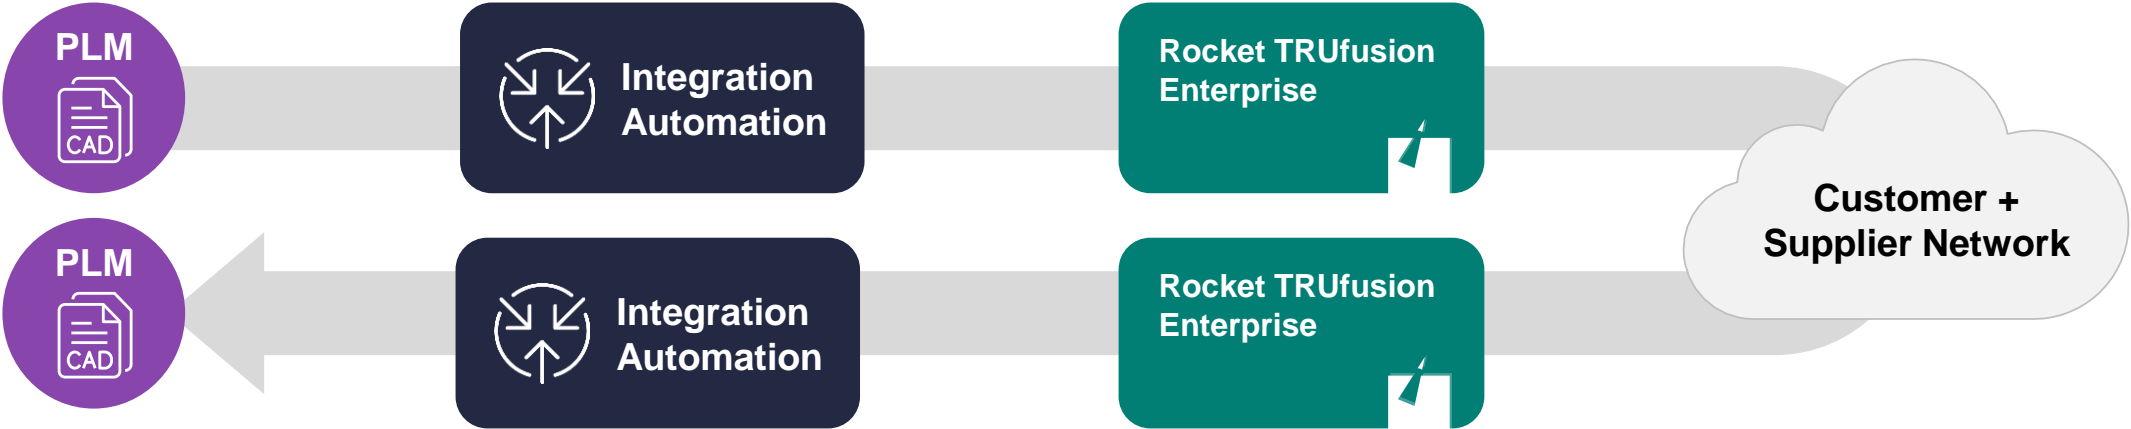 PLM
CAD
Integration
Automation
Rocket TRUfusion
Enterprise
Customer +
Supplier Network
PLM
CAD
Integration
Automation
Rocket TRUfusion
Enterprise